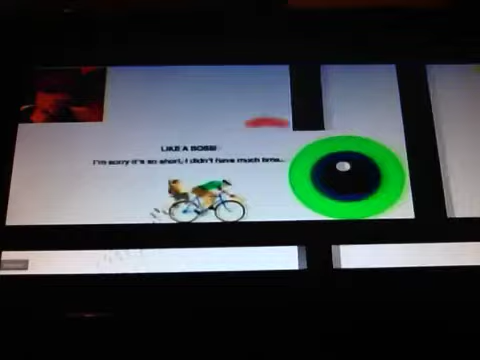 LIKE A BOSS!
I'm sorry it's so short, I didn't have much time..